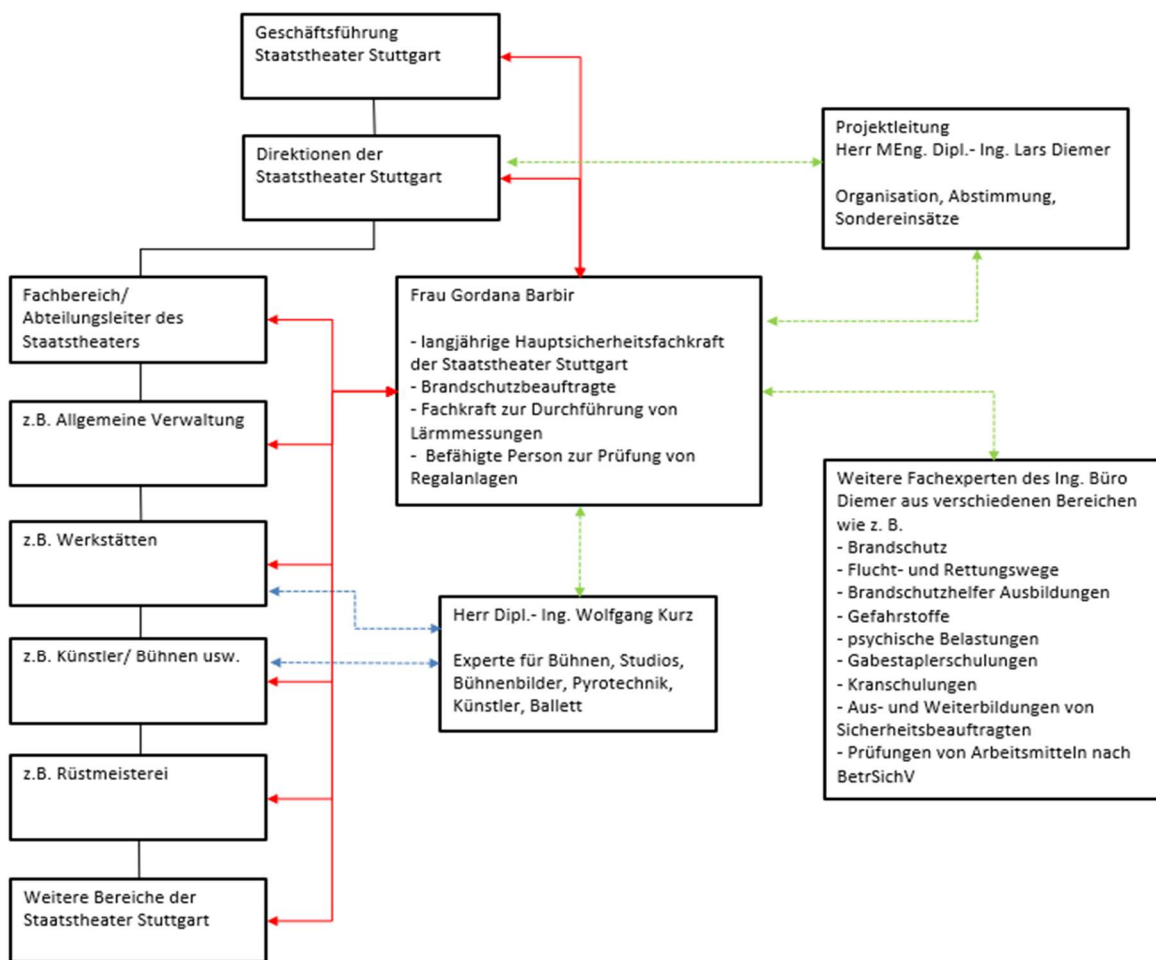 Geschäftsführung
Staatstheater Stuttgart
Direktionen der
Staatstheater Stuttgart
Projektleitung
Herr MEng. Dipl.- Ing. Lars Diemer
Organisation, Abstimmung,
Sondereinsätze
Fachbereich/
Abteilungsleiter des
Staatstheaters
Frau Gordana Barbir
- langjährige Hauptsicherheitsfachkraft
der Staatstheater Stuttgart
- Brandschutzbeauftragte
- Fachkraft zur Durchführung von
Lärmmessungen
- Befähigte Person zur Prüfung von
Regalanlagen
z.B. Allgemeine Verwaltung
z.B. Werkstätten
z.B. Künstler/ Bühnen usw.
z.B. Rüstmeisterei
Weitere Bereiche der
Staatstheater Stuttgart
Herr Dipl.- Ing. Wolfgang Kurz
Experte für Bühnen, Studios,
Bühnenbilder, Pyrotechnik,
Künstler, Ballett
Weitere Fachexperten des Ing. Büro
Diemer aus verschiedenen Bereichen
wie z. B.
- Brandschutz
- Flucht- und Rettungswege
- Brandschutzhelfer Ausbildungen
- Gefahrstoffe
- psychische Belastungen
- Gabestaplerschulungen
- Kranschulungen
- Aus- und Weiterbildungen von
Sicherheitsbeauftragten
- Prüfungen von Arbeitsmitteln nach
BetrSichV